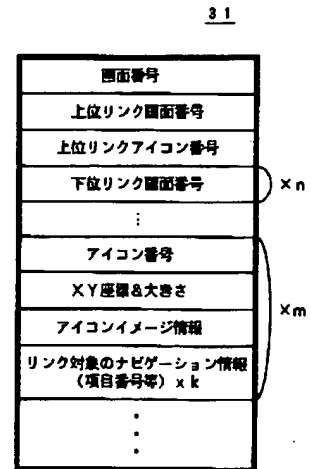 31
画面番号
上位リンク画面番号
上位リンクアイコン番号
下位リンク画面番号
×n
⋮
アイコン番号
XY座標&大きさ
×m
アイコンイメージ情報
リンク対象のナビゲーション情報
(項目番号等)×k
⋮